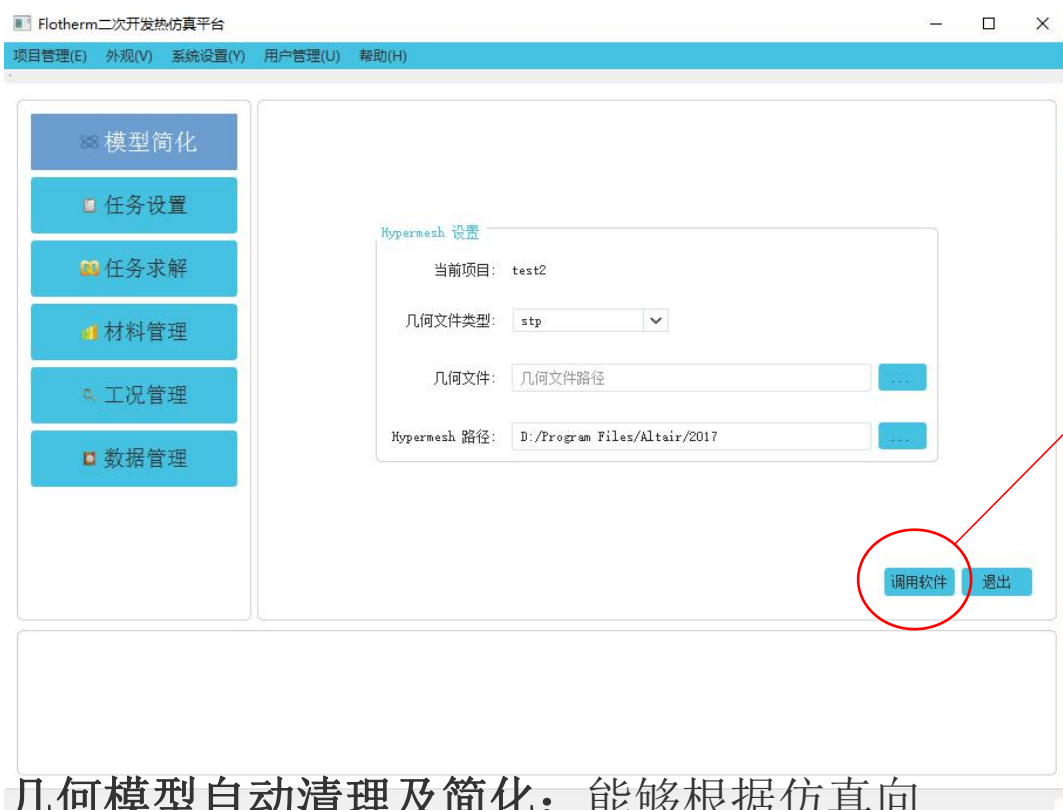 Flotherm二次开发热仿真平台
项目管理(E) 外观(V) 系统设置(Y) 用户管理(U) 帮助(H)
模型简化
任务设置
任务求解
材料管理
工况管理
数据管理
Hypermesh 设置
当前项目: test2
几何文件类型: stp
几何文件: 几何文件路径 ...
Hypermesh 路径: D:/Program Files/Altair/2017 ...
调用软件 退出
几何模型自动清理及简化：能够根据仿真向